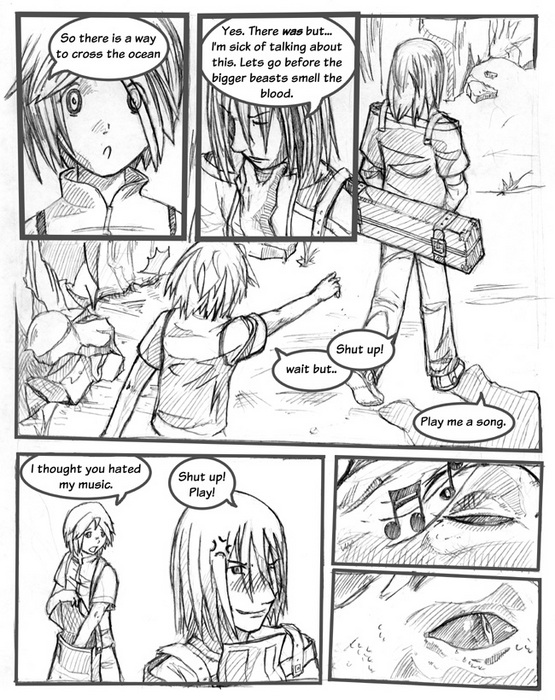 So there is a way
to cross the ocean
Yes. There was but...
I'm sick of talking about
this. Lets go before the
bigger beasts smell the
blood.
wait but..
Shut up!
Play me a song.
I thought you hated
my music.
Shut up!
Play!